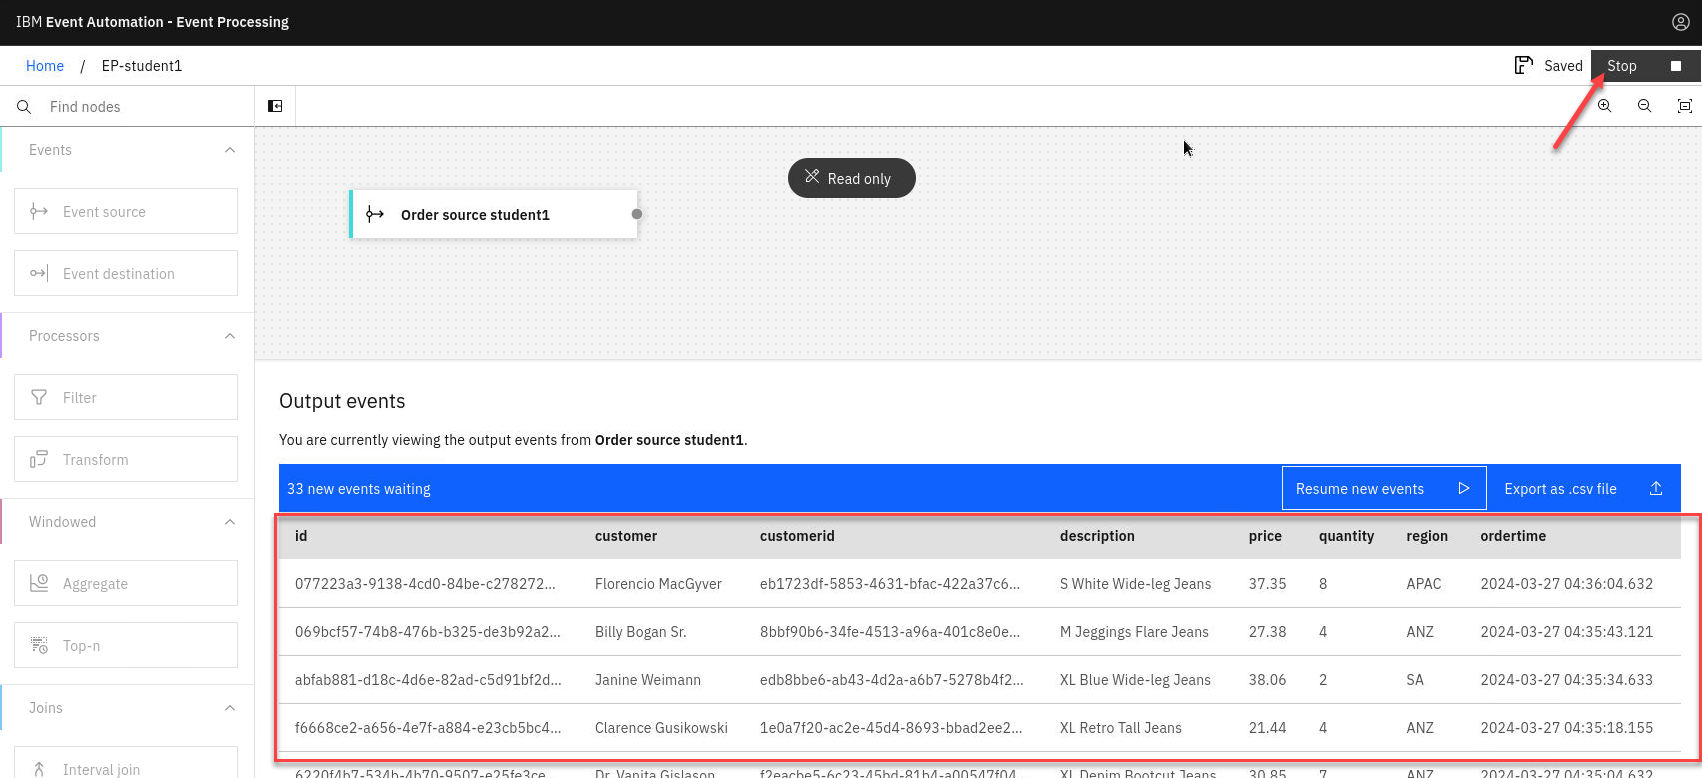 IBM Event Automation - Event Processing
Home / EP-student1
Saved
Stop
Find nodes
Events
Event source
Event destination
Processors
Filter
Transform
Windowed
Aggregate
Top-n
Joins
Interval join
Read only
Order source student1
Output events
You are currently viewing the output events from Order source student1.
33 new events waiting
Resume new events
Export as .csv file
id customer customerid description price quantity region ordertime
077223a3-9138-4cd0-84be-c278272... Florencio MacGyver eb1723df-5853-4631-bfac-422a37c6... S White Wide-leg Jeans 37.35 8 APAC 2024-03-27 04:36:04.632
069bcf57-74b8-476b-b325-de3b92a2... Billy Bogan Sr. 8bbf90b6-34fe-4513-a96a-401c8e0e... M Jeggings Flare Jeans 27.38 4 ANZ 2024-03-27 04:35:43.121
abfab881-d18c-4d6e-82ad-c5d91bf2d... Janine Weimann edb8bbe6-ab43-4d2a-a6b7-5278b4f2... XL Blue Wide-leg Jeans 38.06 2 SA 2024-03-27 04:35:34.633
f6668ce2-a656-4e7f-a884-e23cb5bc4... Clarence Gusikowski 1e0a7f20-ac2e-45d4-8693-bbad2ee2... XL Retro Tall Jeans 21.44 4 ANZ 2024-03-27 04:35:18.155
6220f4b7-534b-4b70-9507-e25fe3ce... Dr. Vanita Gislason f2eacbe5-6c23-45bd-81b4-a00547f04... XL Denim Bootcut Jeans 30.85 7 ANZ 2024-03-27 04:34:43.632